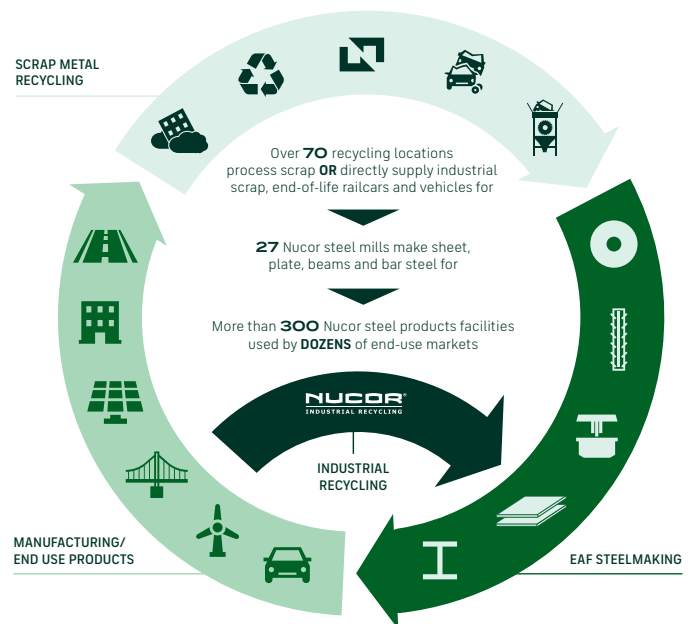 SCRAP METAL
RECYCLING
Over 70 recycling locations
process scrap OR directly supply industrial
scrap, end-of-life railcars and vehicles for
27 Nucor steel mills make sheet,
plate, beams and bar steel for
More than 300 Nucor steel products facilities
used by DOZENS of end-use markets
NUCOR®
INDUSTRIAL RECYCLING
INDUSTRIAL
RECYCLING
MANUFACTURING/
END USE PRODUCTS
EAF STEELMAKING